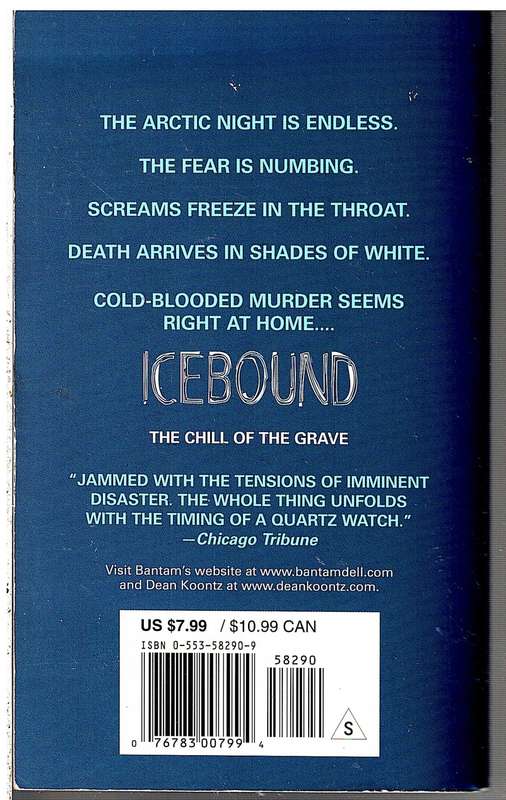 THE ARCTIC NIGHT IS ENDLESS.
THE FEAR IS NUMBING.
SCREAMS FREEZE IN THE THROAT.
DEATH ARRIVES IN SHADES OF WHITE.
COLD-BLOODED MURDER SEEMS
RIGHT AT HOME....
ICEBOUND
THE CHILL OF THE GRAVE
“JAMMED WITH THE TENSIONS OF IMMINENT
DISASTER. THE WHOLE THING UNFOLDS
WITH THE TIMING OF A QUARTZ WATCH.”
—Chicago Tribune
Visit Bantam's website at www.bantamdell.com
and Dean Koontz at www.deankoontz.com.
US $7.99 / $10.99 CAN
ISBN 0-553-58290-9
58290
S
0 76783 00799 4